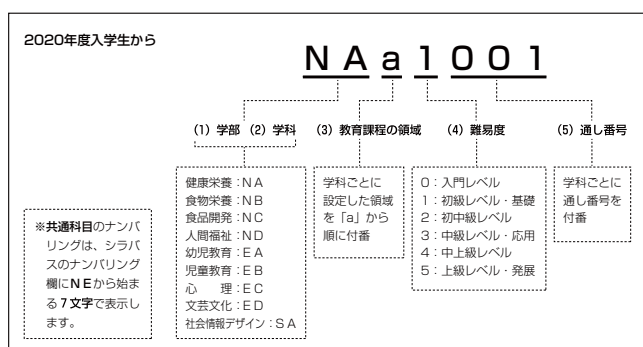 2020年度入学生から
NAa1001
(1) 学部 (2) 学科
(3) 教育課程の領域
(4) 難易度
(5) 通し番号
健康栄養：NA
食物栄養：NB
食品開発：NC
人間福祉：ND
幼児教育：EA
児童教育：EB
心　　理：EC
文芸文化：ED
社会情報デザイン：SA
学科ごとに
設定した領域
を「a」から
順に付番
0：入門レベル
1：初級レベル・基礎
2：初中級レベル
3：中級レベル・応用
4：中上級レベル
5：上級レベル・発展
学科ごとに
通し番号を
付番
※共通科目のナンバ
リングは、シラバ
スのナンバリング
欄にNEから始ま
る7文字で表示し
ます。